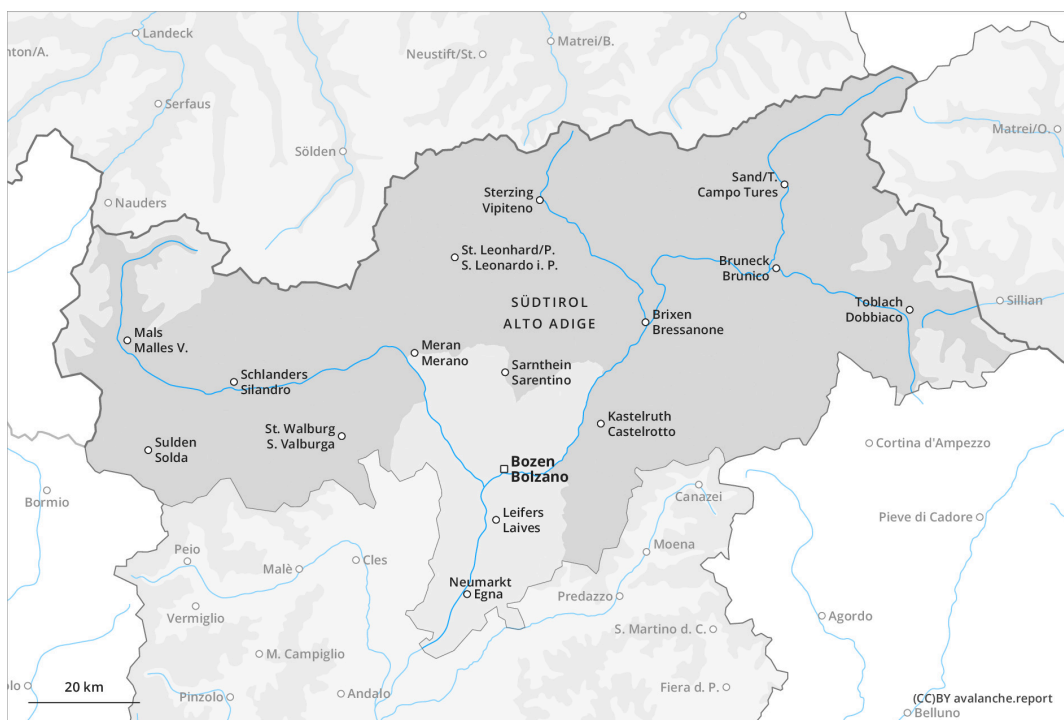 Landeck
nton/A.
Neustift/St.
Matrei/B.
Serfaus
Sölden
Matrei/O.
Nauders
Sand/T.
Campo Tures
Sterzing
Vipiteno
St. Leonhard/P.
S. Leonardo i. P.
Bruneck
Brunico
SÜDTIROL
ALTO ADIGE
Toblach
Dobbiaco
Sillian
Brixen
Bressanone
Mals
Malles V.
Meran
Merano
Sarnthein
Sarentino
Schlanders
Silandro
Kastelruth
Castelrotto
St. Walburg
S. Valburga
Sulden
Solda
Cortina d'Ampezzo
Bozen
Bolzano
Bormio
Canazei
Leifers
Laives
Pieve di Cadore
Peio
Malè
Cles
Moena
Neumarkt
Egna
Predazzo
Vermiglio
Agordo
S. Martino d. C.
M. Campiglio
olo
20 km
Pinzolo
Andalo
Fiera d. P.
(CC)BY avalanche.report
Belluno